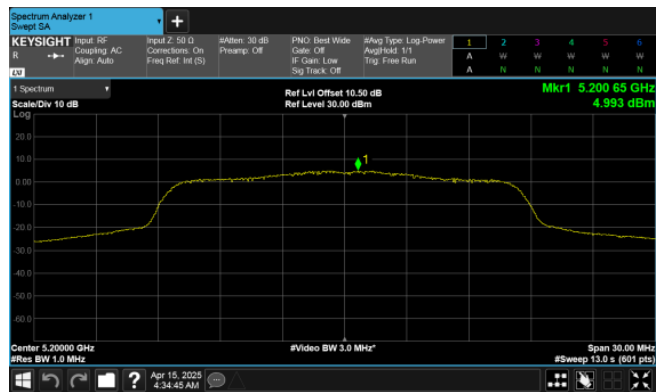 Spectrum Analyzer 1
Swept SA
+
KEYSIGHT
R
LXI
Input: RF
Coupling: AC
Align: Auto
Input Z: 50 Ω
Corrections: On
Freq Ref: Int (S)
#Atten: 30 dB
Preamp: Off
PNO: Best Wide
Gate: Off
IF Gain: Low
Sig Track: Off
#Avg Type: Log-Power
Avg|Hold: 1/1
Trig: Free Run
1 2 3 4 5 6
A W W W W W
A N N N N N
1 Spectrum
Scale/Div 10 dB
Ref Lvl Offset 10.50 dB
Ref Level 30.00 dBm
Mkr1 5.200 65 GHz
4.993 dBm
Log
1
20.0
10.0
0.00
-10.0
-20.0
-30.0
-40.0
-50.0
-60.0
Center 5.20000 GHz
#Res BW 1.0 MHz
#Video BW 3.0 MHz*
Span 30.00 MHz
#Sweep 13.0 s (601 pts)
?
Apr 15, 2025
4:34:45 AM